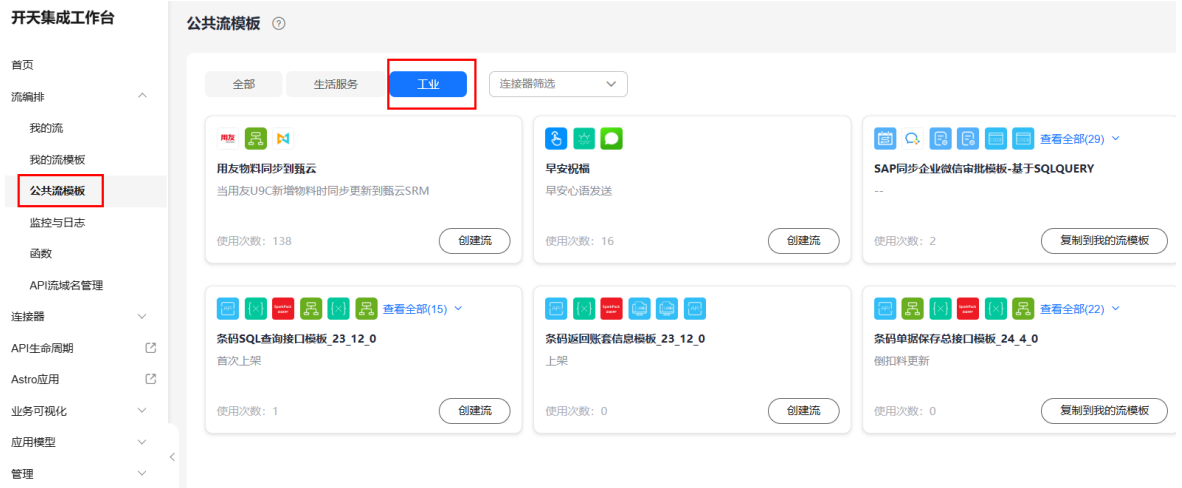 开天集成工作台
公共流模板
首页
流编排
我的流
我的流模板
公共流模板
监控与日志
函数
API流域名管理
连接器
API生命周期
Astro应用
业务可视化
应用模型
管理
全部 生活服务 工业 连接器筛选
用友
用友物料同步到甄云
当用友U9C新增物料时同步更新到甄云SRM
使用次数：138 创建流
早安祝福
早安心语发送
使用次数：16 创建流
查看全部(29)
SAP同步企业微信审批模板-基于SQLQUERY
--
使用次数：2 复制到我的流模板
查看全部(15)
条码SQL查询接口模板_23_12_0
首次上架
使用次数：1 创建流
条码返回账套信息模板_23_12_0
上架
使用次数：0 创建流
查看全部(22)
条码单据保存总接口模板_24_4_0
倒扣料更新
使用次数：0 复制到我的流模板